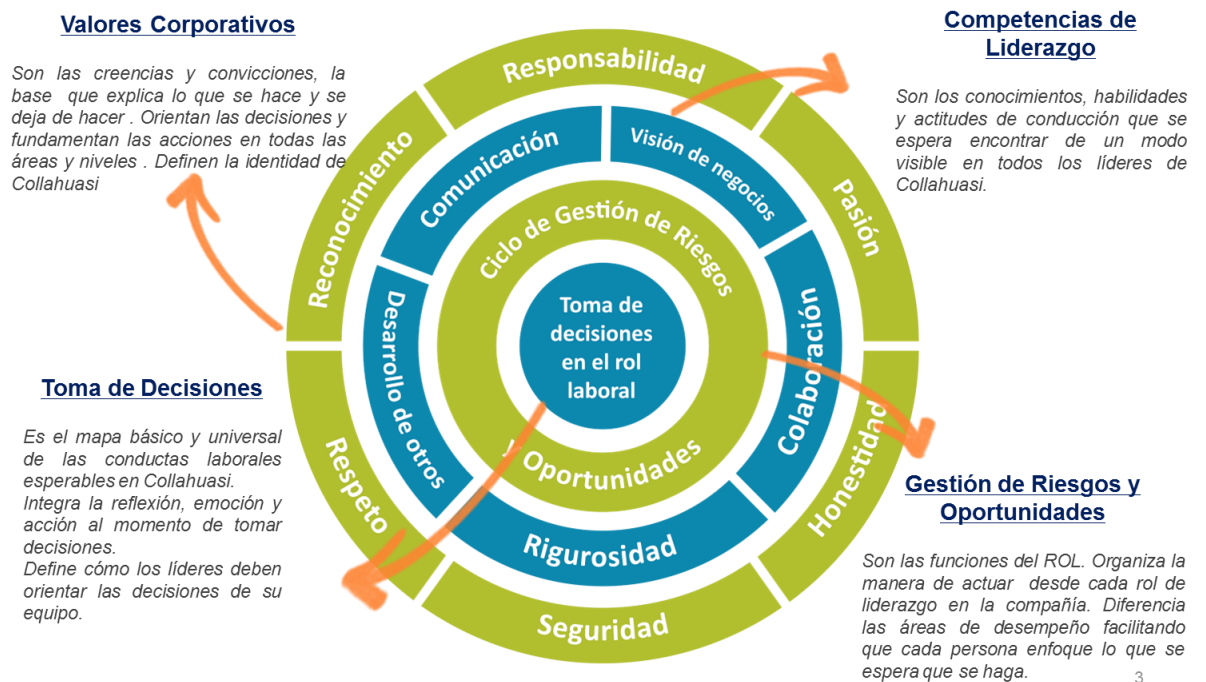 Valores Corporativos
Son las creencias y convicciones, la
base que explica lo que se hace y se
deja de hacer . Orientan las decisiones y
fundamentan las acciones en todas las
áreas y niveles . Definen la identidad de
Collahuasi
Competencias de
Liderazgo
Son los conocimientos, habilidades
y actitudes de conducción que se
espera encontrar de un modo
visible en todos los líderes de
Collahuasi.
Responsabilidad
Pasión
Honestidad
Seguridad
Respeto
Reconocimiento
Comunicación
Visión de negocios
Colaboración
Rigurosidad
Desarrollo de otros
Ciclo de Gestión de Riesgos
y Oportunidades
Toma de
decisiones
en el rol
laboral
Toma de Decisiones
Es el mapa básico y universal
de las conductas laborales
esperables en Collahuasi.
Integra la reflexión, emoción y
acción al momento de tomar
decisiones.
Define cómo los líderes deben
orientar las decisiones de su
equipo.
Gestión de Riesgos y
Oportunidades
Son las funciones del ROL. Organiza la
manera de actuar desde cada rol de
liderazgo en la compañía. Diferencia
las áreas de desempeño facilitando
que cada persona enfoque lo que se
espera que se haga.
3